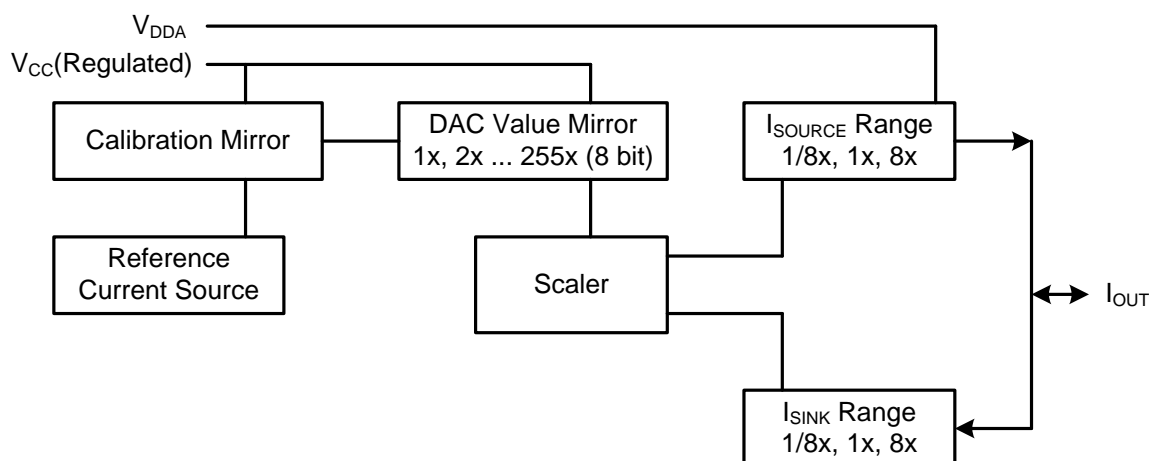 VDDA
VCC(Regulated)
Calibration Mirror
DAC Value Mirror
1x, 2x ... 255x (8 bit)
ISOURCE Range
1/8x, 1x, 8x
Reference
Current Source
Scaler
IOUT
ISINK Range
1/8x, 1x, 8x